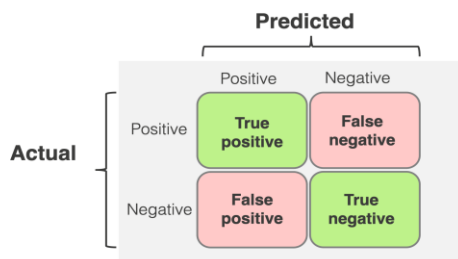 Predicted
Positive Negative
Positive
True positive
False negative
Actual
Negative
False positive
True negative